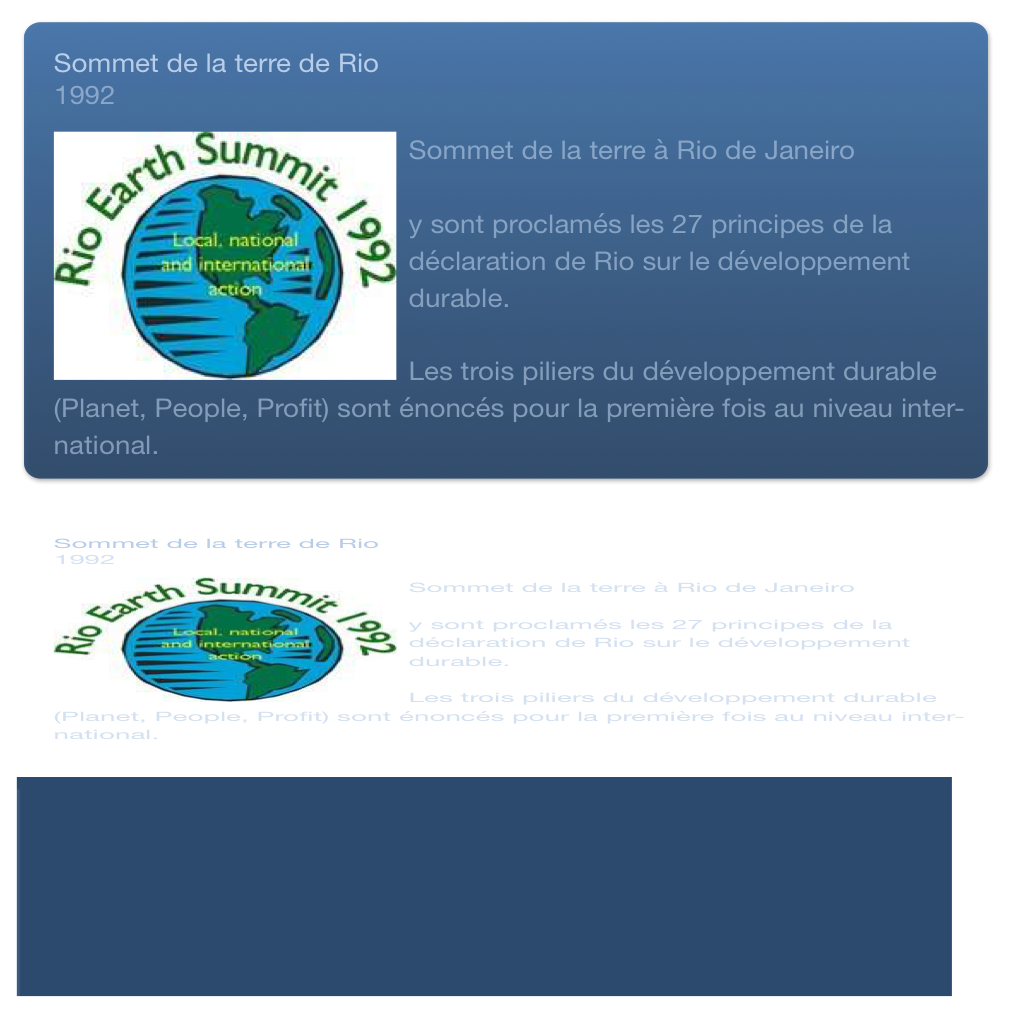 Sommet de la terre de Rio
1992
Rio Earth Summit 1992
Local, national
and international
action
Sommet de la terre à Rio de Janeiro
y sont proclamés les 27 principes de la
déclaration de Rio sur le développement
durable.
Les trois piliers du développement durable
(Planet, People, Profit) sont énoncés pour la première fois au niveau inter-
national.
Sommet de la terre de Rio
1992
Rio Earth Summit 1992
Local, national
and international
action
Sommet de la terre à Rio de Janeiro
y sont proclamés les 27 principes de la
déclaration de Rio sur le développement
durable.
Les trois piliers du développement durable
(Planet, People, Profit) sont énoncés pour la première fois au niveau inter-
national.